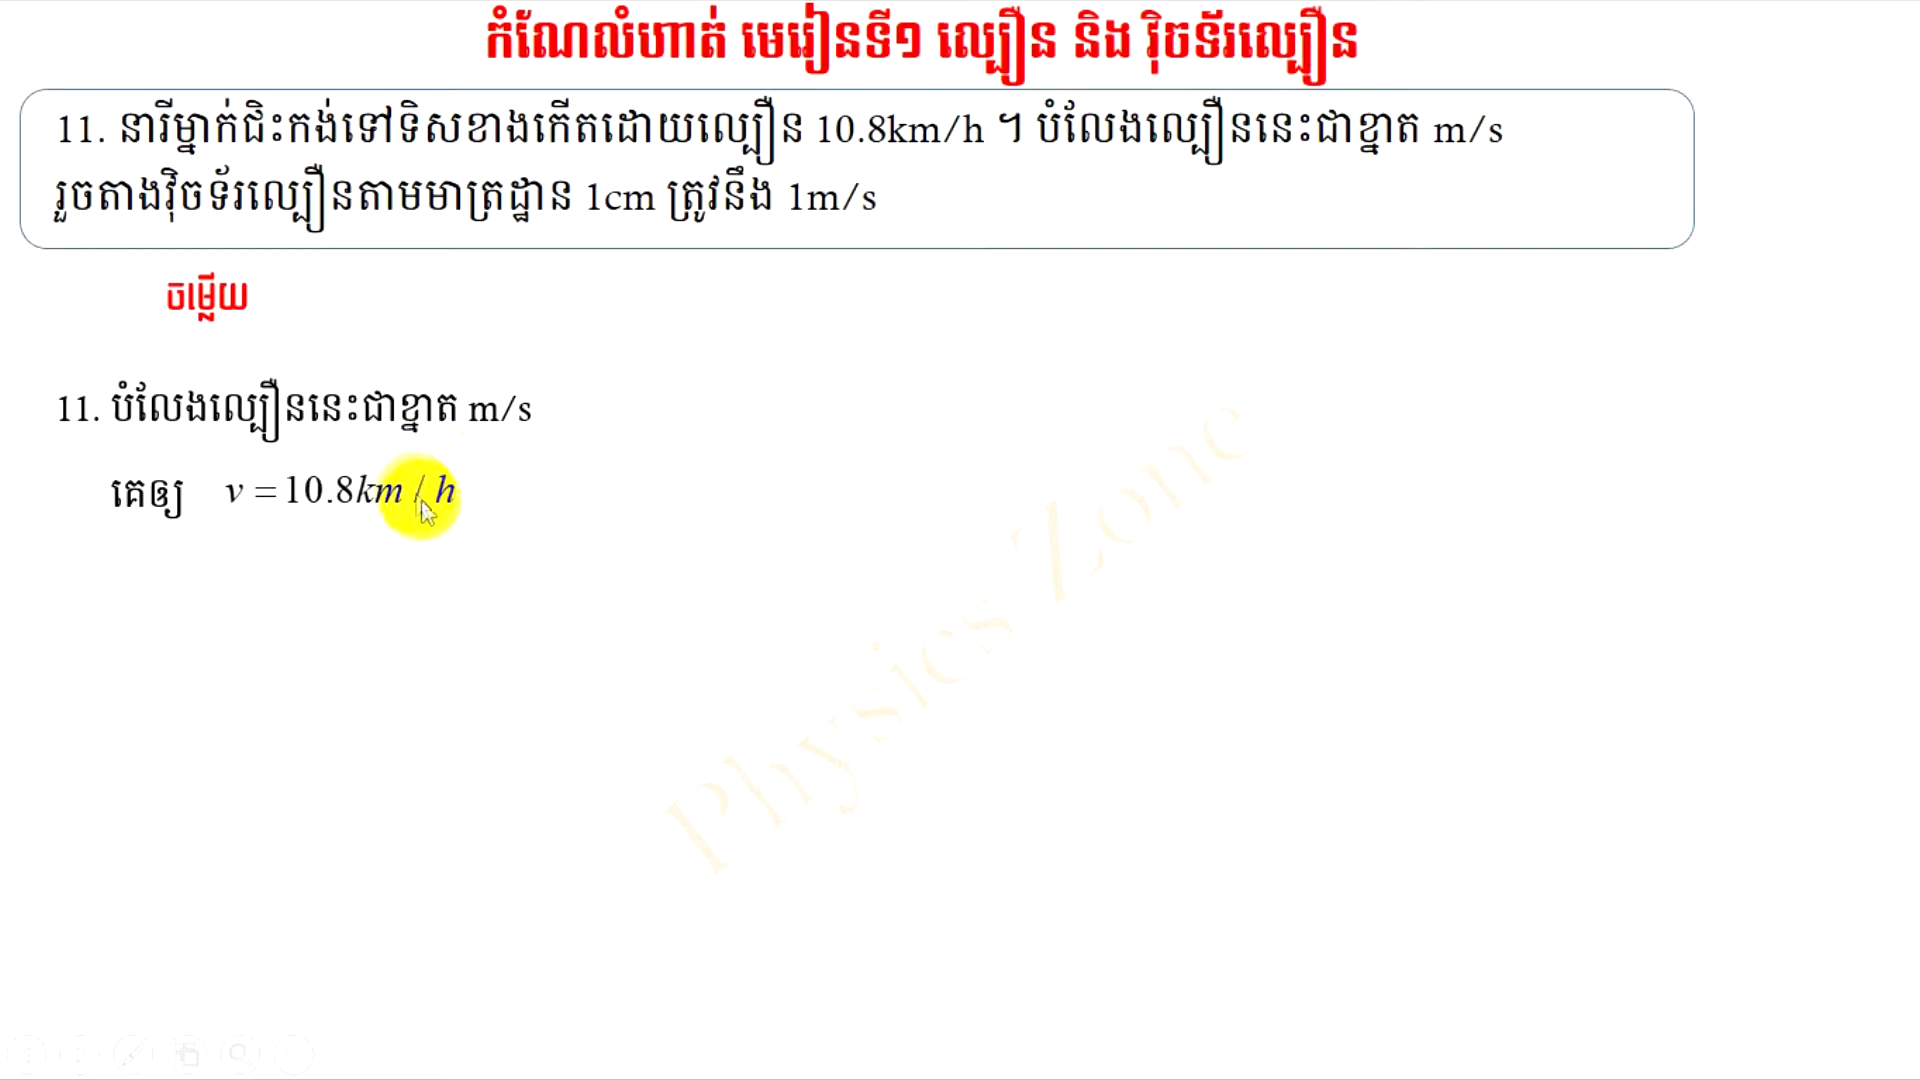 កំណែលំហាត់ មេរៀនទី១ ល្បឿន និង វ៉ិចទ័រល្បឿន
11. នារីម្នាក់ជិះកង់ទៅទិសខាងកើតដោយល្បឿន 10.8km/h ។ បំលែងល្បឿននេះជាខ្នាត m/s
រួចតាងវ៉ិចទ័រល្បឿនតាមមាត្រដ្ឋាន 1cm ត្រូវនឹង 1m/s
ចម្លើយ
11. បំលែងល្បឿននេះជាខ្នាត m/s
គេឲ្យ v = 10.8km / h
Physics Zone